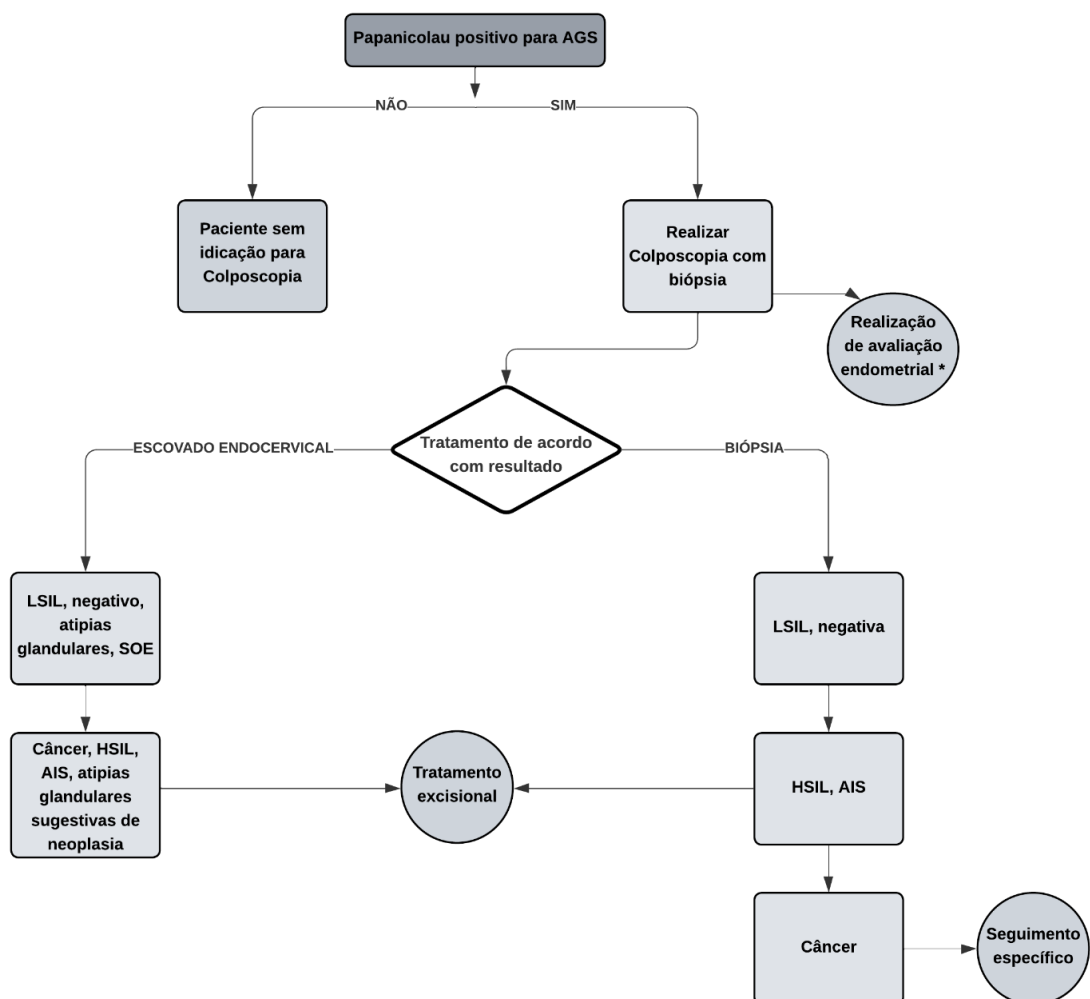 Papanicolau positivo para AGS
NÃO
SIM
Paciente sem
idicação para
Colposcopia
Realizar
Colposcopia com
biópsia
Realização
de avaliação
endometrial *
Tratamento de acordo
com resultado
ESCOVADO ENDOCERVICAL
BIÓPSIA
LSIL, negativo,
atipias
glandulares, SOE
LSIL, negativa
Câncer, HSIL,
AIS, atipias
glandulares
sugestivas de
neoplasia
Tratamento
excisional
HSIL, AIS
Câncer
Seguimento
específico